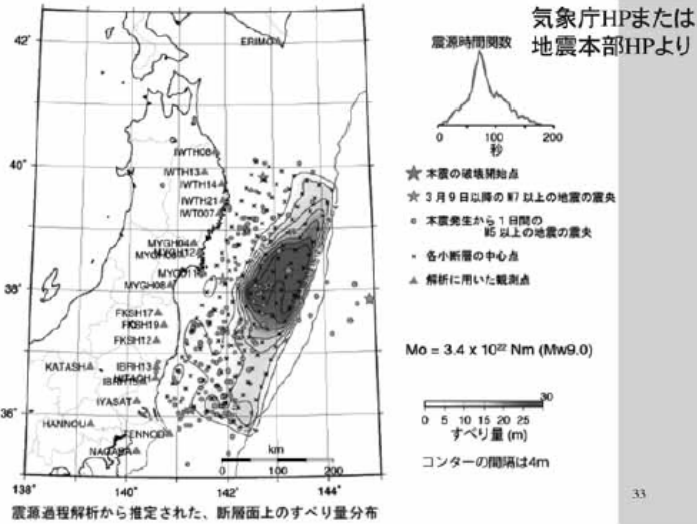 気象庁HPまたは
地震本部HPより
42°
40°
38°
36°
138°
140°
142°
144°
ERIMO
IWTH08
IWTH13
IWTH14
IWTH21
IWT007
MYGH04
MYGH12
MYG011
MYGH08
FKSH17
FKSH19
FKSH12
KATASH
IBRH13
HITACH
IYASAT
HANNOU
TENNOD
NAGASA
km
0 100 200
震源過程解析から推定された、断層面上のすべり量分布
震源時間関数
0 100 200
秒
本震の破壊開始点
3月9日以降のM7以上の地震の震央
本震発生から1日間の
M5以上の地震の震央
各小断層の中心点
解析に用いた観測点
Mo = 3.4 x 10²² Nm (Mw9.0)
30
0 5 10 15 20 25
すべり量 (m)
コンターの間隔は4m
33